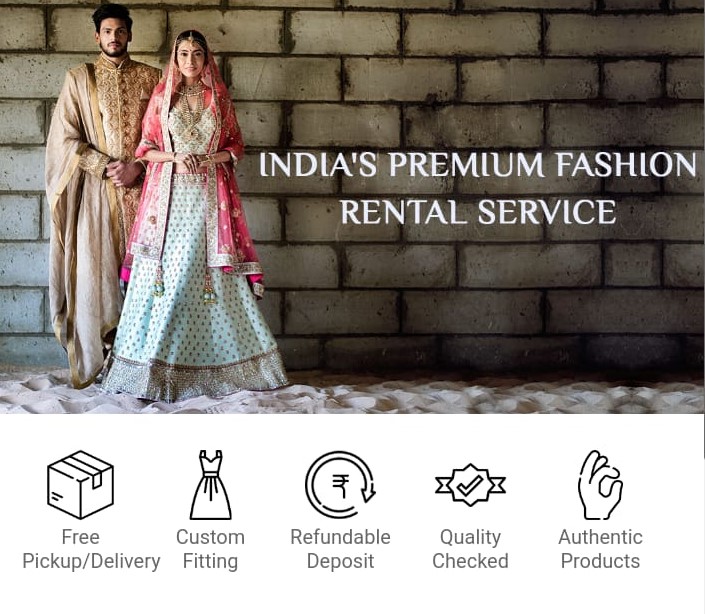 INDIA'S PREMIUM FASHION
RENTAL SERVICE
Free
Pickup/Delivery
Custom
Fitting
Refundable
Deposit
Quality
Checked
Authentic
Products